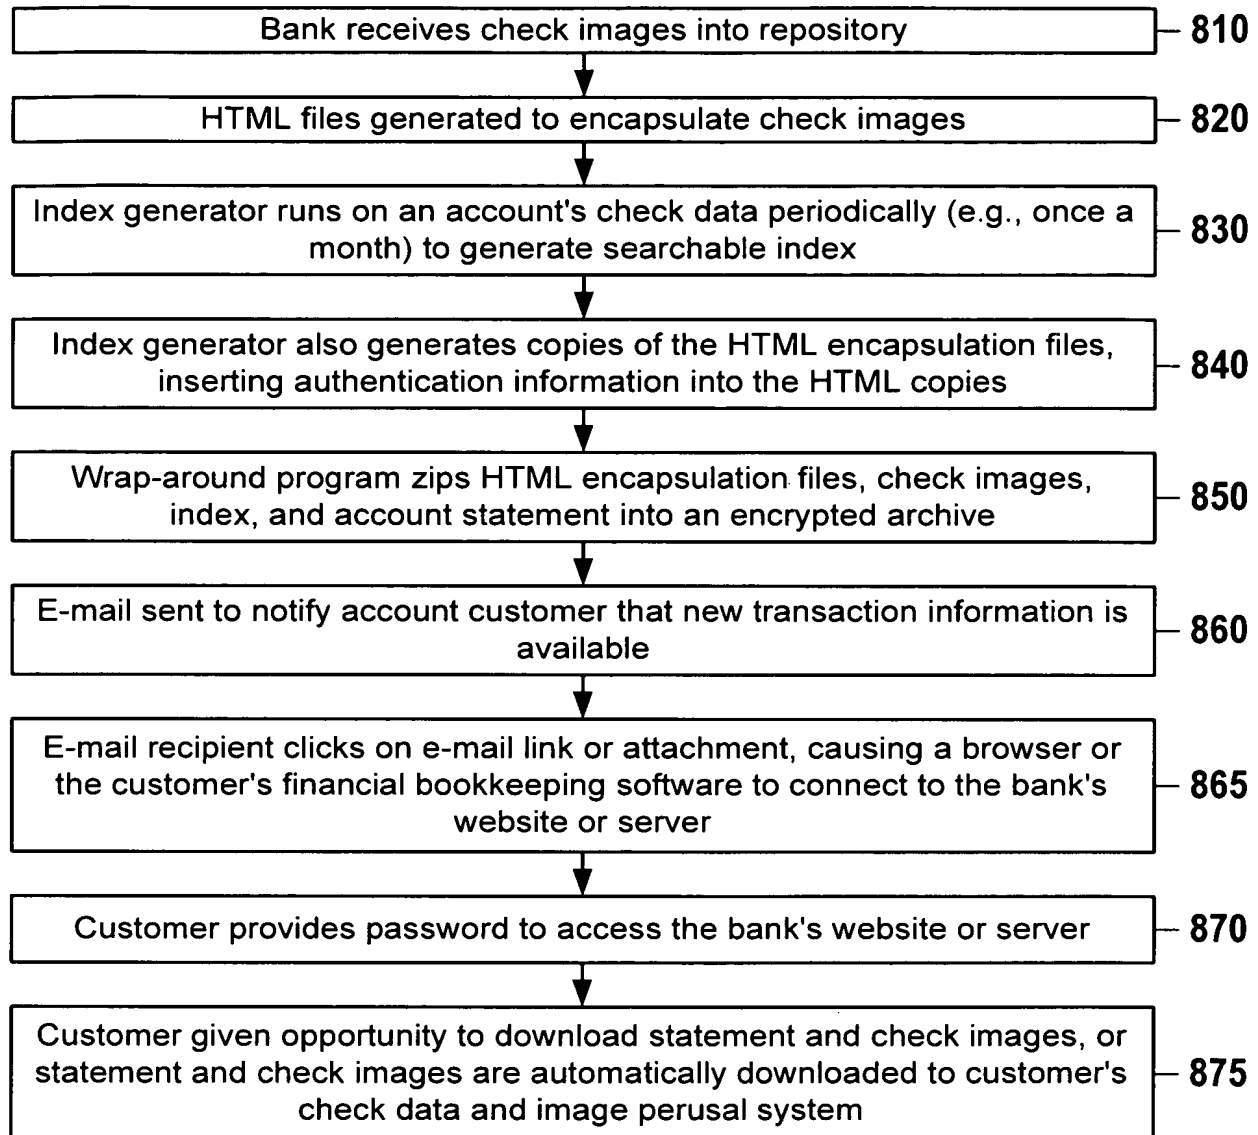 Bank receives check images into repository
810
HTML files generated to encapsulate check images
820
Index generator runs on an account's check data periodically (e.g., once a
month) to generate searchable index
830
Index generator also generates copies of the HTML encapsulation files,
inserting authentication information into the HTML copies
840
Wrap-around program zips HTML encapsulation files, check images,
index, and account statement into an encrypted archive
850
E-mail sent to notify account customer that new transaction information is
available
860
E-mail recipient clicks on e-mail link or attachment, causing a browser or
the customer's financial bookkeeping software to connect to the bank's
website or server
865
Customer provides password to access the bank's website or server
870
Customer given opportunity to download statement and check images, or
statement and check images are automatically downloaded to customer's
check data and image perusal system
875